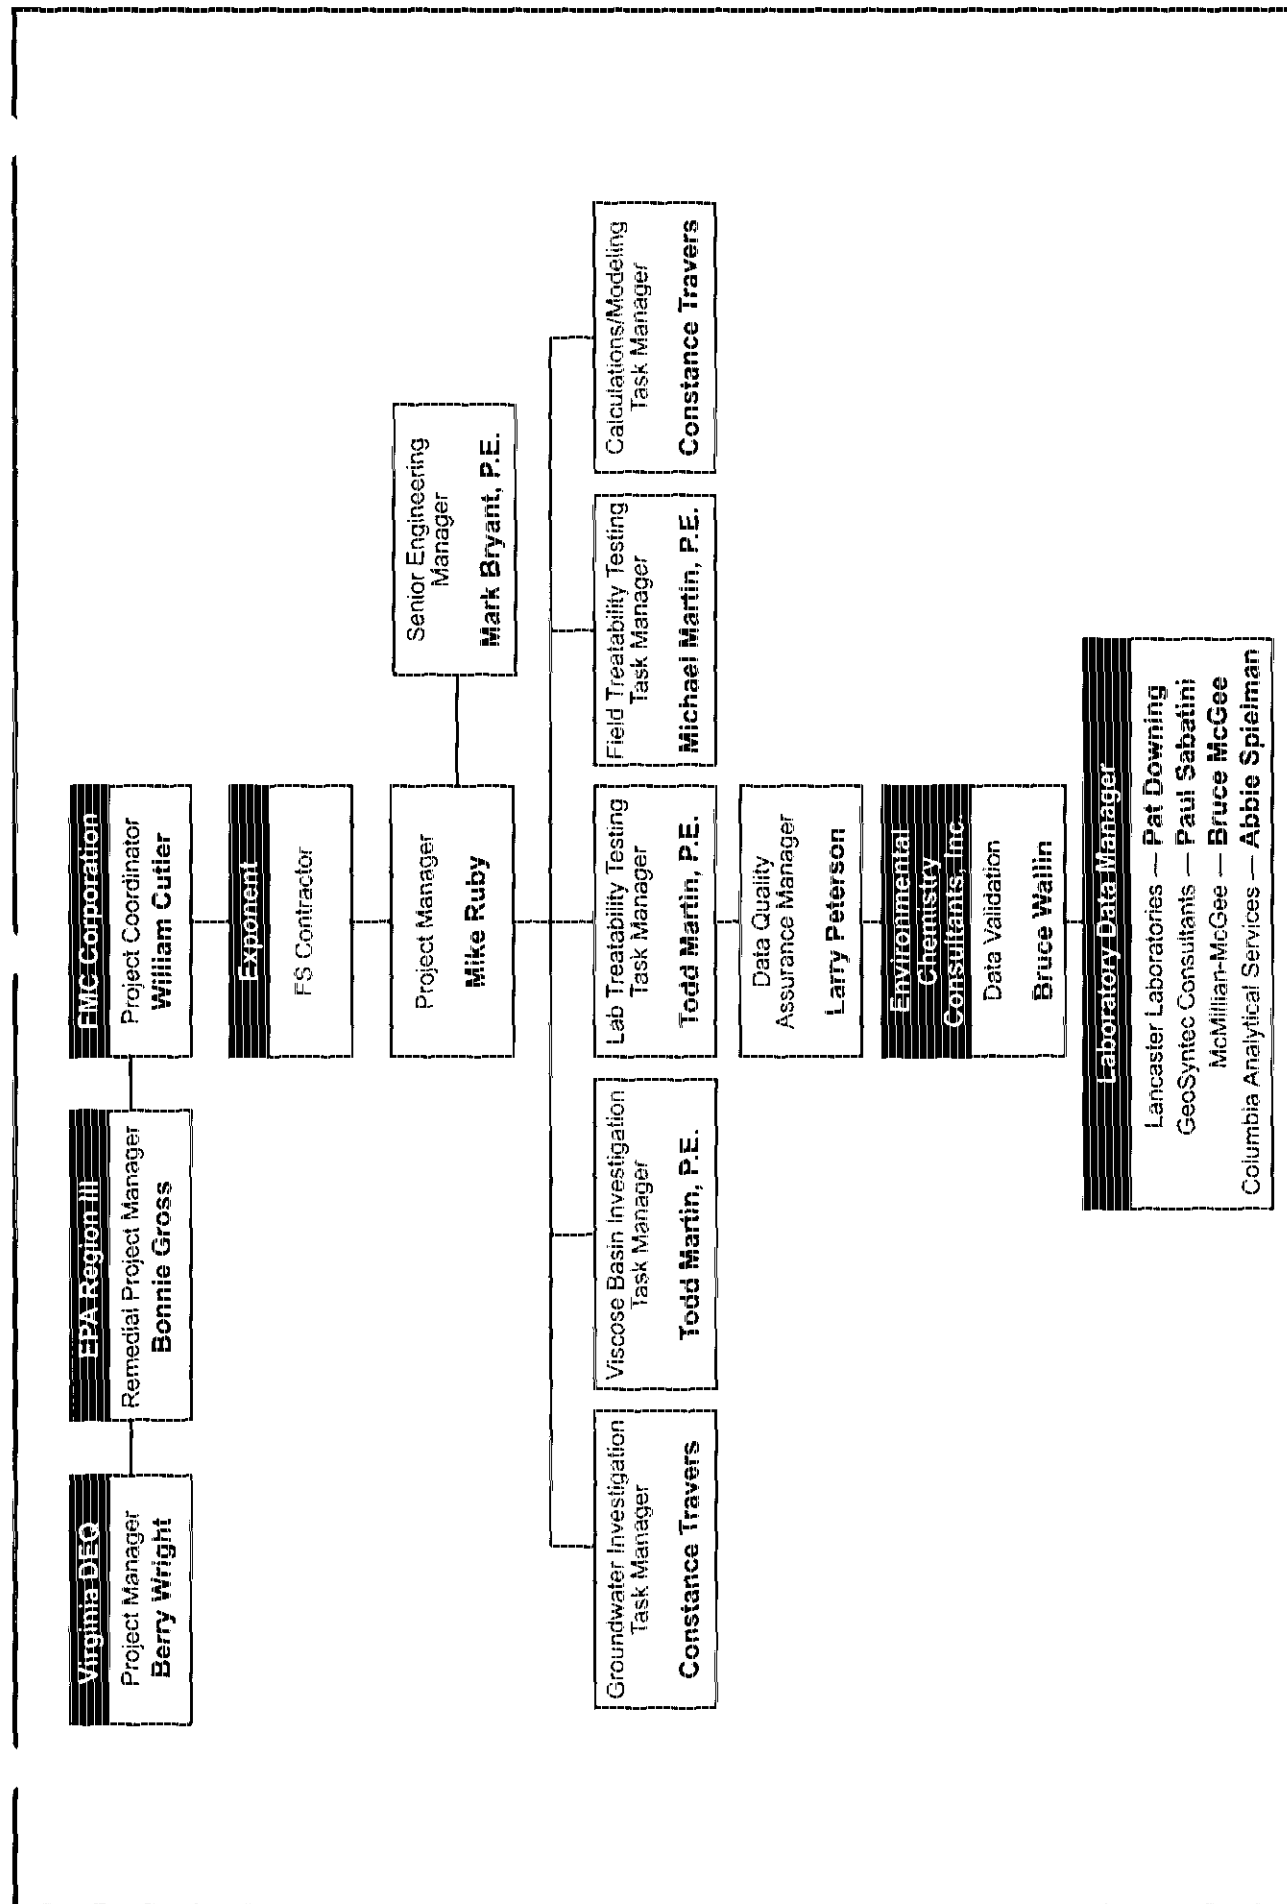 Virginia DEQ
Project Manager
Berry Wright
EPA Region III
Remedial Project Manager
Bonnie Gross
FMC Corporation
Project Coordinator
William Cutler
Exponent
FS Contractor
Project Manager
Mike Ruby
Senior Engineering
Manager
Mark Bryant, P.E.
Groundwater Investigation
Task Manager
Constance Travers
Viscose Basin Investigation
Task Manager
Todd Martin, P.E.
Lab Treatability Testing
Task Manager
Todd Martin, P.E.
Field Treatability Testing
Task Manager
Michael Martin, P.E.
Calculations/Modeling
Task Manager
Constance Travers
Data Quality
Assurance Manager
Larry Peterson
Environmental
Chemistry
Consultants, Inc.
Data Validation
Bruce Wallin
Laboratory Data Manager
Lancaster Laboratories — Pat Downing
GeoSyntec Consultants — Paul Sabatini
McMillian-McGee — Bruce McGee
Columbia Analytical Services — Abbie Spielman